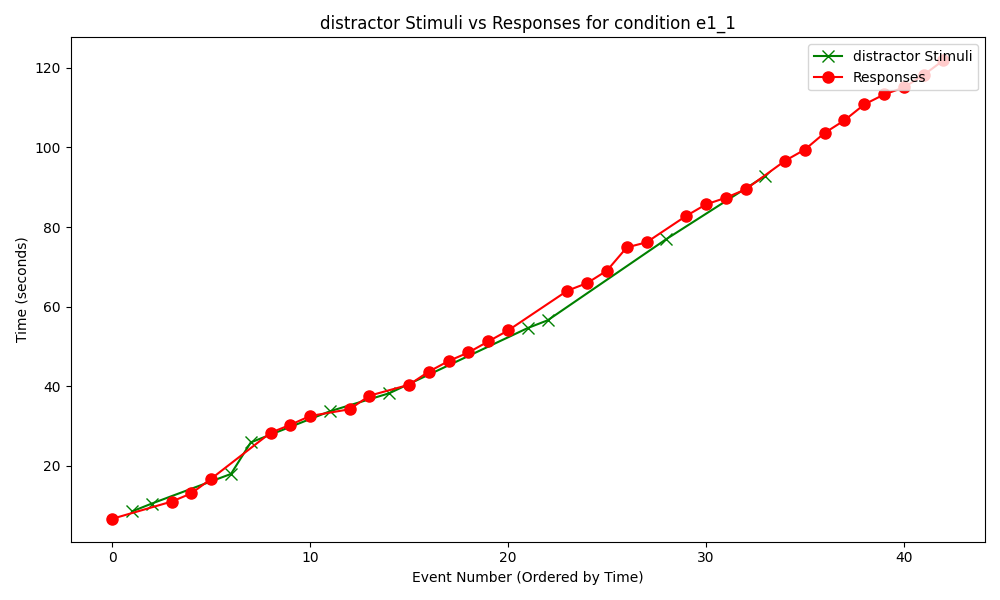 distractor Stimuli vs Responses for condition e1_1
distractor Stimuli
Responses
Time (seconds)
120
100
80
60
40
20
0 10 20 30 40
Event Number (Ordered by Time)